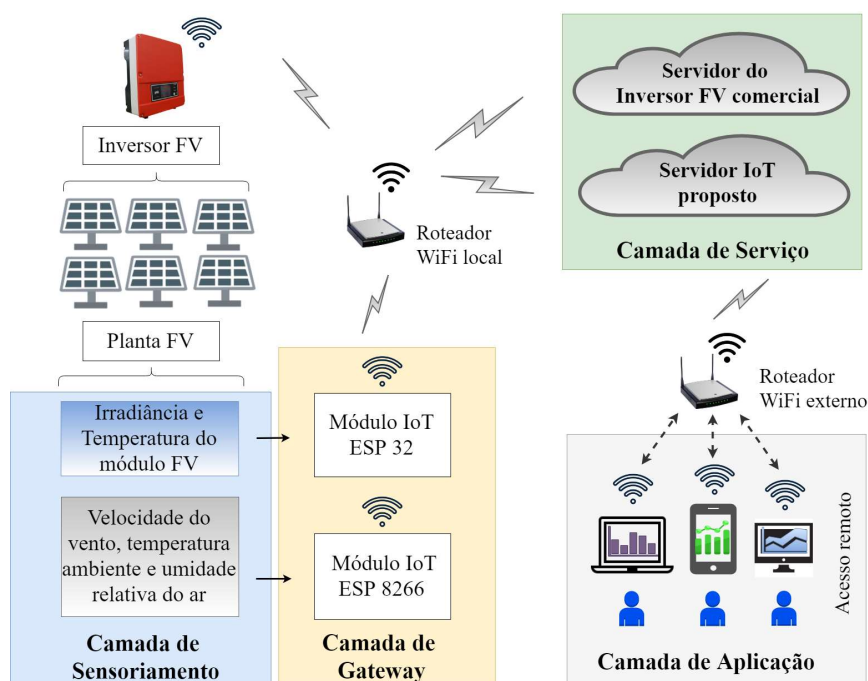 Inversor FV
Planta FV
Irradiância e
Temperatura do
módulo FV
Velocidade do
vento, temperatura
ambiente e umidade
relativa do ar
Camada de
Sensoriamento
Módulo IoT
ESP 32
Módulo IoT
ESP 8266
Camada de
Gateway
Roteador
WiFi local
Servidor do
Inversor FV comercial
Servidor IoT
proposto
Camada de Serviço
Roteador
WiFi externo
Acesso remoto
Camada de Aplicação